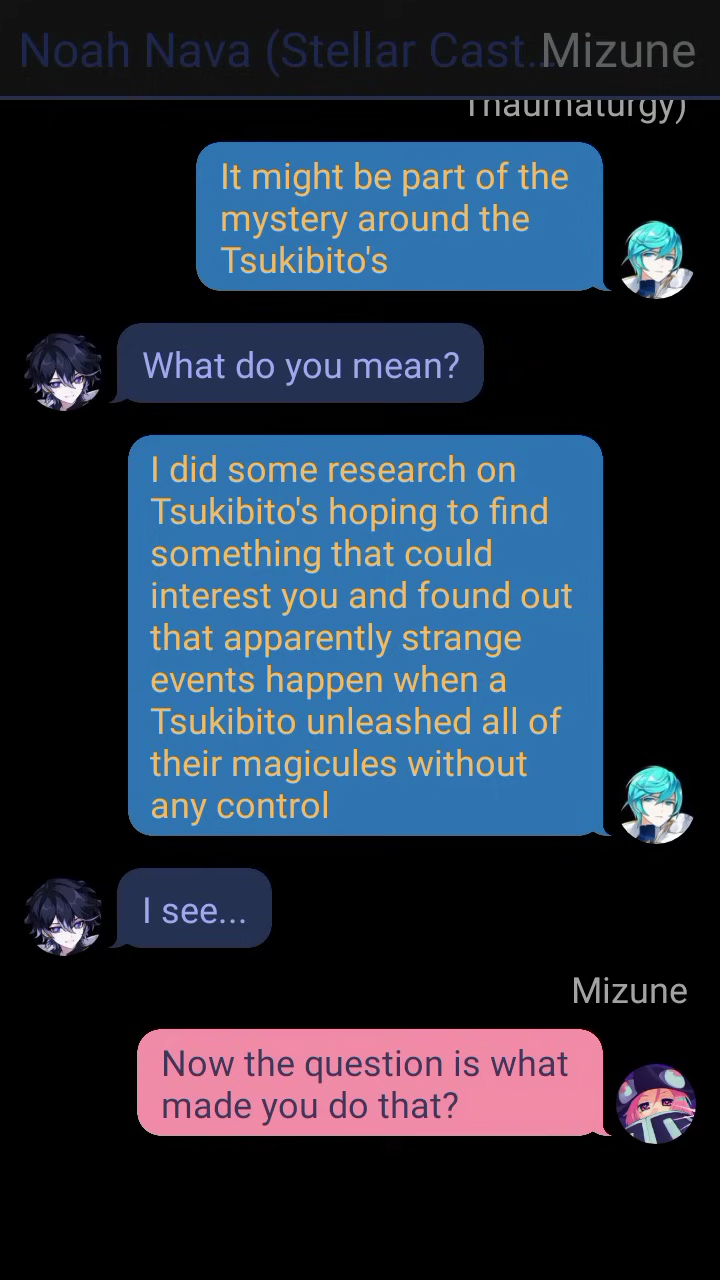 Noah Nava (Stellar Cast... Mizune
Thaumaturgy)
It might be part of the
mystery around the
Tsukibito's
What do you mean?
I did some research on
Tsukibito's hoping to find
something that could
interest you and found out
that apparently strange
events happen when a
Tsukibito unleashed all of
their magicules without
any control
I see...
Mizune
Now the question is what
made you do that?